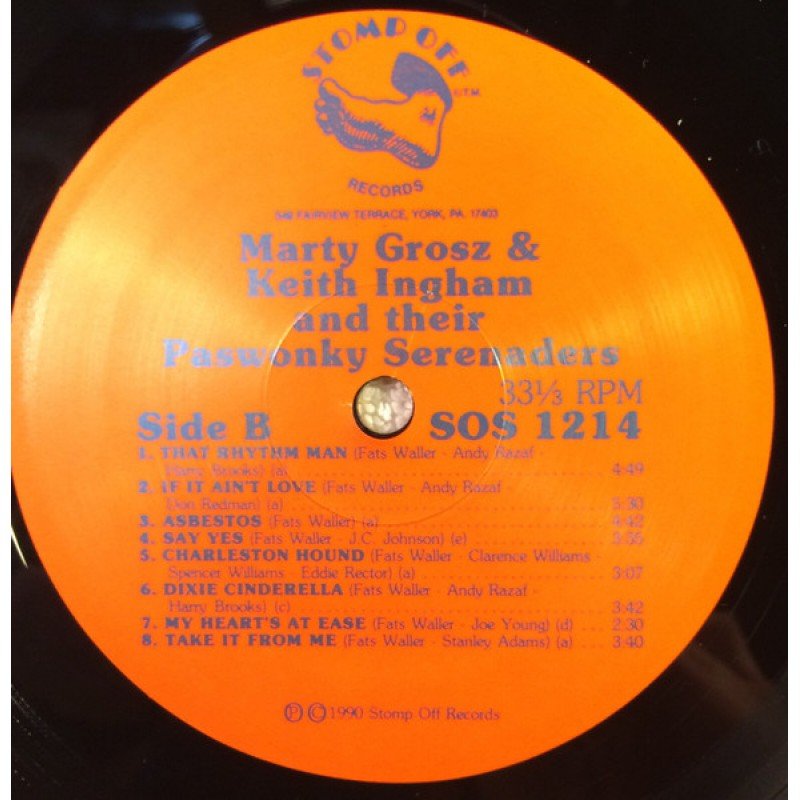 STOMP OFF
T.M.
RECORDS
548 FAIRVIEW TERRACE, YORK, PA. 17403
Marty Grosz &
Keith Ingham
and their
Paswonky Serenaders
33⅓ RPM
Side B SOS 1214
1. THAT RHYTHM MAN (Fats Waller - Andy Razaf -
Harry Brooks) (a) 4:49
2. IF IT AIN'T LOVE (Fats Waller - Andy Razaf
Don Redman) (a) 3:30
3. ASBESTOS (Fats Waller) (a) 4:42
4. SAY YES (Fats Waller - J.C. Johnson) (e) 3:55
5. CHARLESTON HOUND (Fats Waller - Clarence Williams -
Spencer Williams - Eddie Rector) (a) 3:07
6. DIXIE CINDERELLA (Fats Waller - Andy Razaf -
Harry Brooks) (c) 3:42
7. MY HEART'S AT EASE (Fats Waller - Joe Young) (d) 2:30
8. TAKE IT FROM ME (Fats Waller - Stanley Adams) (a) 3:40
Ⓟ © 1990 Stomp Off Records